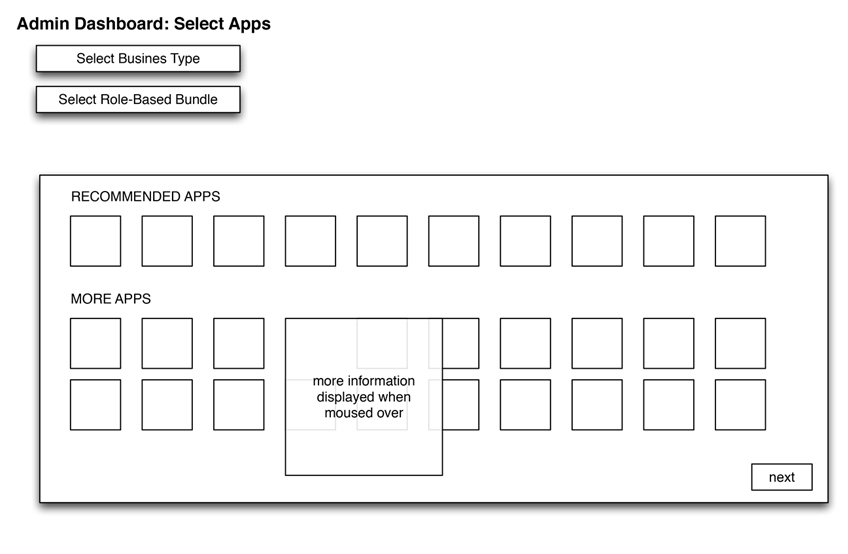 Admin Dashboard: Select Apps
Select Busines Type
Select Role-Based Bundle
RECOMMENDED APPS
MORE APPS
more information
displayed when
moused over
next